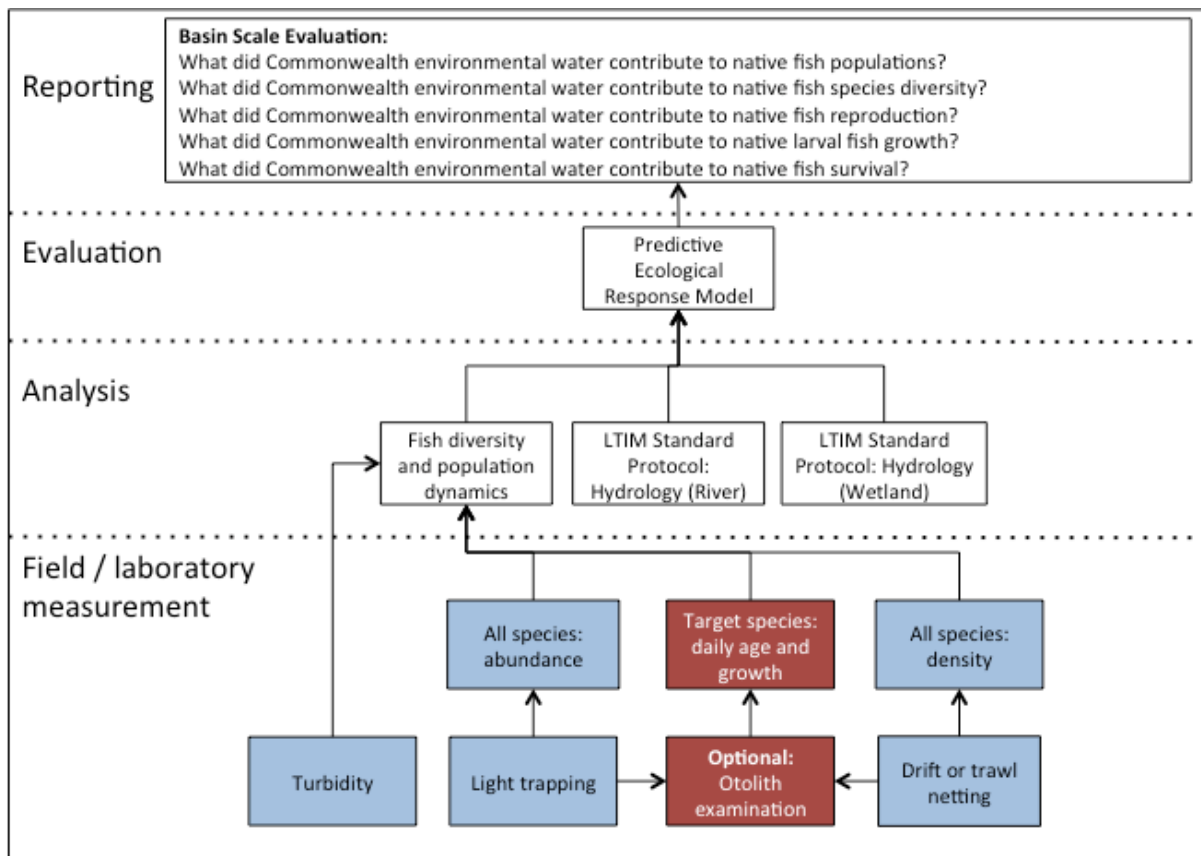 Reporting
Basin Scale Evaluation:
What did Commonwealth environmental water contribute to native fish populations?
What did Commonwealth environmental water contribute to native fish species diversity?
What did Commonwealth environmental water contribute to native fish reproduction?
What did Commonwealth environmental water contribute to native larval fish growth?
What did Commonwealth environmental water contribute to native fish survival?
Evaluation
Predictive
Ecological
Response Model
Analysis
Fish diversity
and population
dynamics
LTIM Standard
Protocol:
Hydrology (River)
LTIM Standard
Protocol: Hydrology
(Wetland)
Field / laboratory
measurement
All species:
abundance
Target species:
daily age and
growth
All species:
density
Turbidity
Light trapping
Optional:
Otolith
examination
Drift or trawl
netting